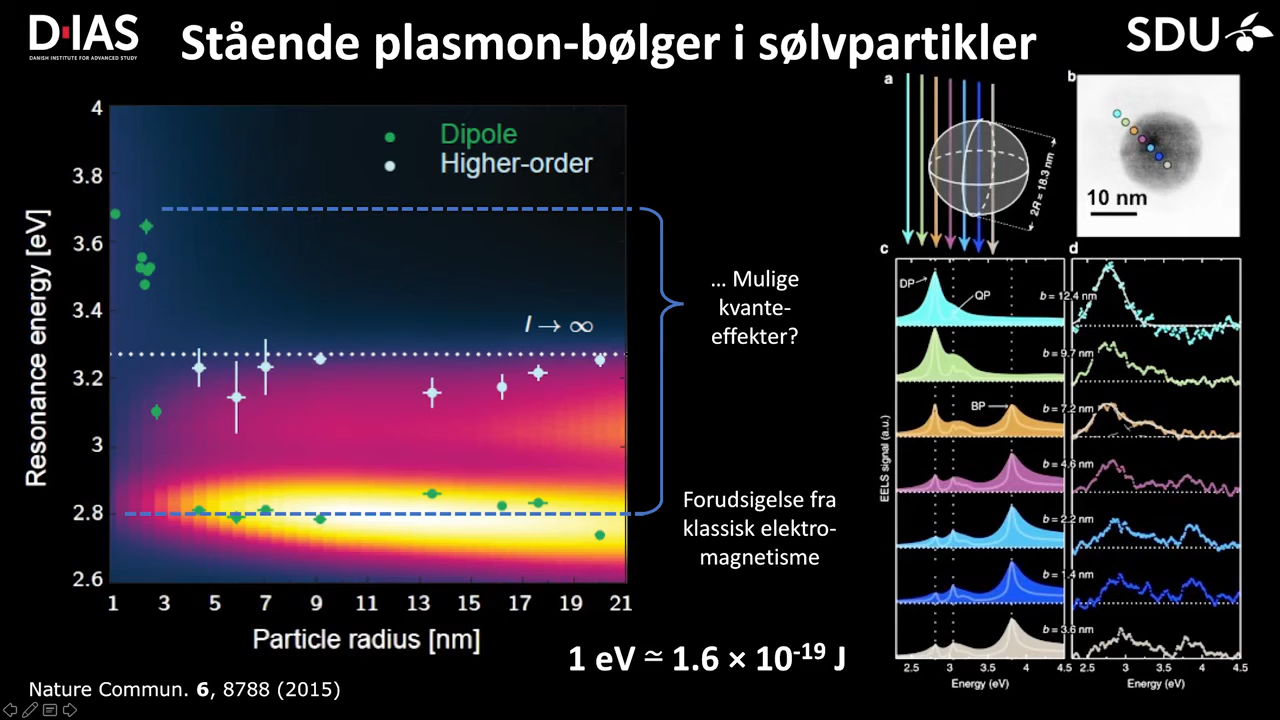 D·IAS
DANISH INSTITUTE FOR ADVANCED STUDY
Stående plasmon-bølger i sølvpartikler
SDU
Resonance energy [eV]
4
3.8
3.6
3.4
3.2
3
2.8
2.6
Dipole
Higher-order
l → ∞
1 3 5 7 9 11 13 15 17 19 21
Particle radius [nm]
... Mulige
kvante-
effekter?
Forudsigelse fra
klassisk elektro-
magnetisme
1 eV ≃ 1.6 × 10⁻¹⁹ J
a
2R = 18.3 nm
b
10 nm
c
d
EELS signal (a.u.)
DP
QP
BP
b = 12.4 nm
b = 9.7 nm
b = 7.2 nm
b = 4.6 nm
b = 2.2 nm
b = 1.4 nm
b = 3.6 nm
2.5 3 3.5 4 4.5
Energy (eV)
2.5 3 3.5 4 4.5
Energy (eV)
Nature Commun. 6, 8788 (2015)